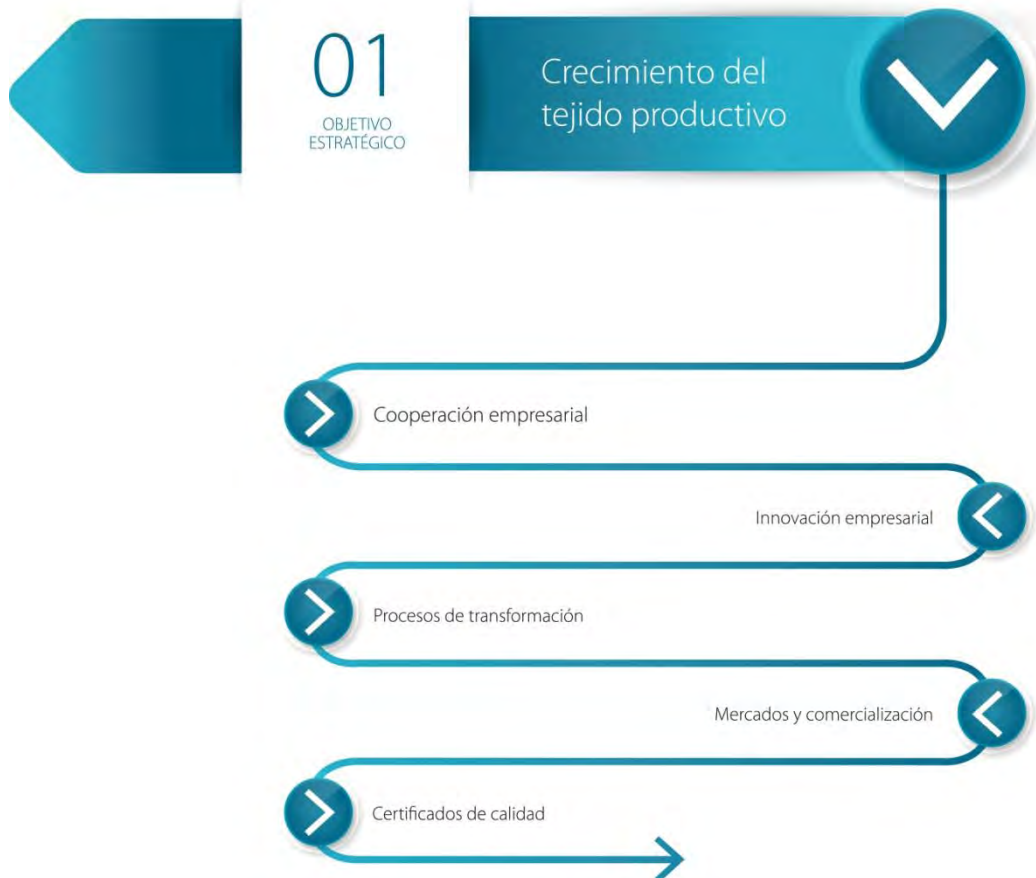 01
OBJETIVO
ESTRATÉGICO
Crecimiento del
tejido productivo
Cooperación empresarial
Innovación empresarial
Procesos de transformación
Mercados y comercialización
Certificados de calidad